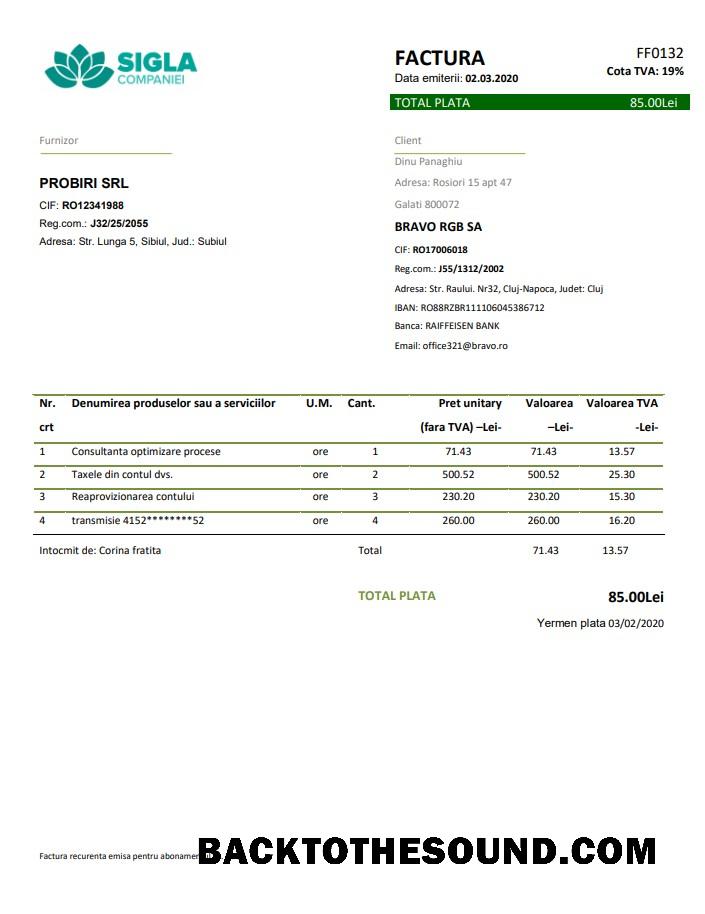 SIGLA
COMPANIEI
FACTURA
FF0132
Data emiterii: 02.03.2020
Cota TVA: 19%
TOTAL PLATA 85.00Lei
Furnizor
PROBIRI SRL
CIF: RO12341988
Reg.com.: J32/25/2055
Adresa: Str. Lunga 5, Sibiul, Jud.: Subiul
Client
Dinu Panaghiu
Adresa: Rosiori 15 apt 47
Galati 800072
BRAVO RGB SA
CIF: RO17006018
Reg.com.: J55/1312/2002
Adresa: Str. Raului. Nr32, Cluj-Napoca, Judet: Cluj
IBAN: RO88RZBR111106045386712
Banca: RAIFFEISEN BANK
Email: office321@bravo.ro
Nr. Denumirea produselor sau a serviciilor U.M. Cant. Pret unitary Valoarea Valoarea TVA
crt (fara TVA) –Lei- –Lei- -Lei-
1 Consultanta optimizare procese ore 1 71.43 71.43 13.57
2 Taxele din contul dvs. ore 2 500.52 500.52 25.30
3 Reaprovizionarea contului ore 3 230.20 230.20 15.30
4 transmisie 4152********52 ore 4 260.00 260.00 16.20
Intocmit de: Corina fratita Total 71.43 13.57
TOTAL PLATA 85.00Lei
Yermen plata 03/02/2020
Factura recurenta emisa pentru
BACKTOTHESOUND.COM